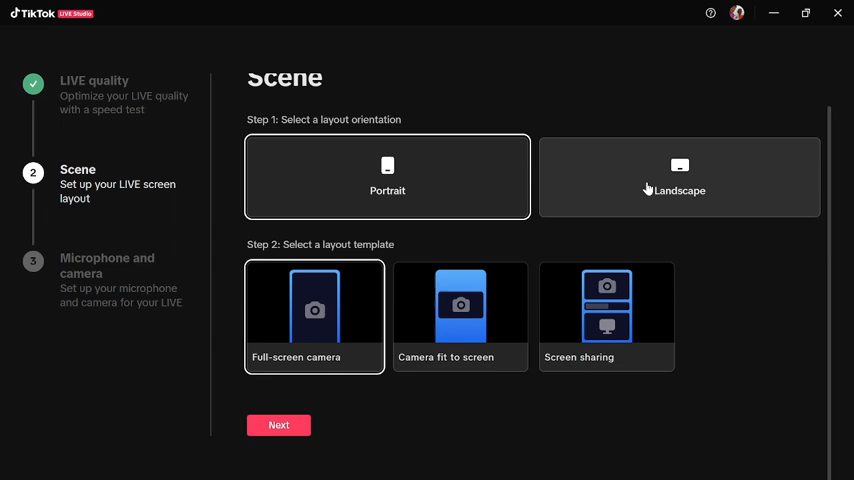 TikTok LIVE Studio
LIVE quality
Optimize your LIVE quality
with a speed test
2
Scene
Set up your LIVE screen
layout
3
Microphone and
camera
Set up your microphone
and camera for your LIVE
Scene
Step 1: Select a layout orientation
Portrait
Landscape
Step 2: Select a layout template
Full-screen camera
Camera fit to screen
Screen sharing
Next